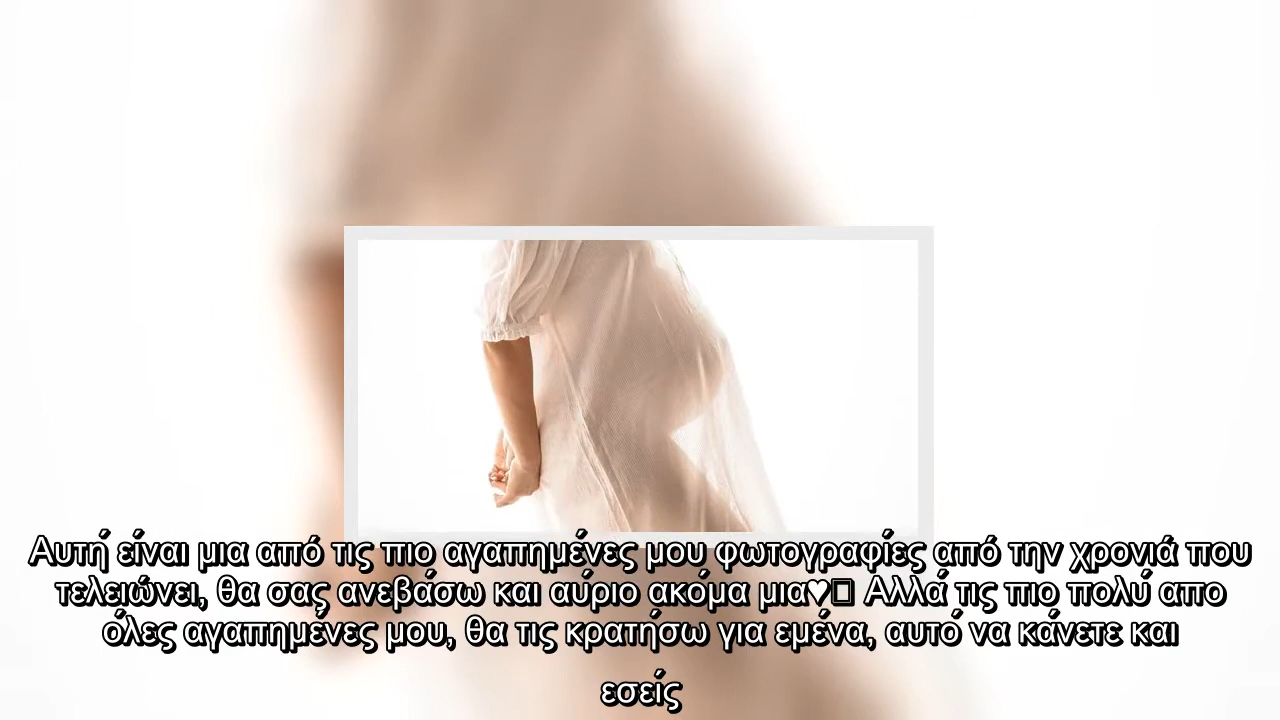 Αυτή είναι μια από τις πιο αγαπημένες μου φωτογραφίες από την χρονιά που
τελειώνει, θα σας ανεβάσω και αύριο ακόμα μια♥ Αλλά τις πιο πολύ απο
όλες αγαπημένες μου, θα τις κρατήσω για εμένα, αυτό να κάνετε και
εσείς